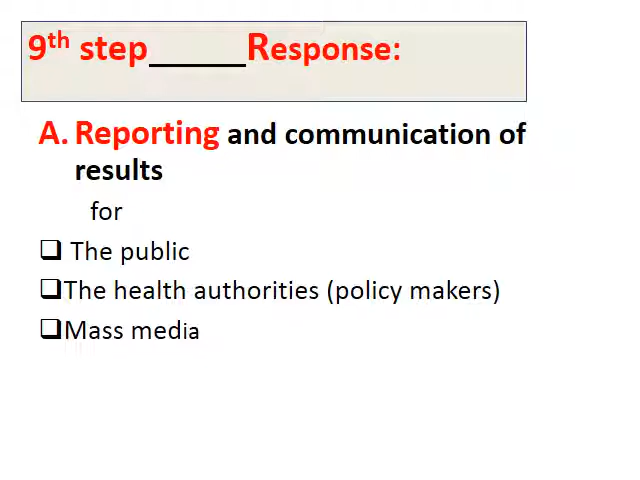 9th step_____Response:
A. Reporting and communication of
results
for
❑ The public
❑The health authorities (policy makers)
❑Mass media